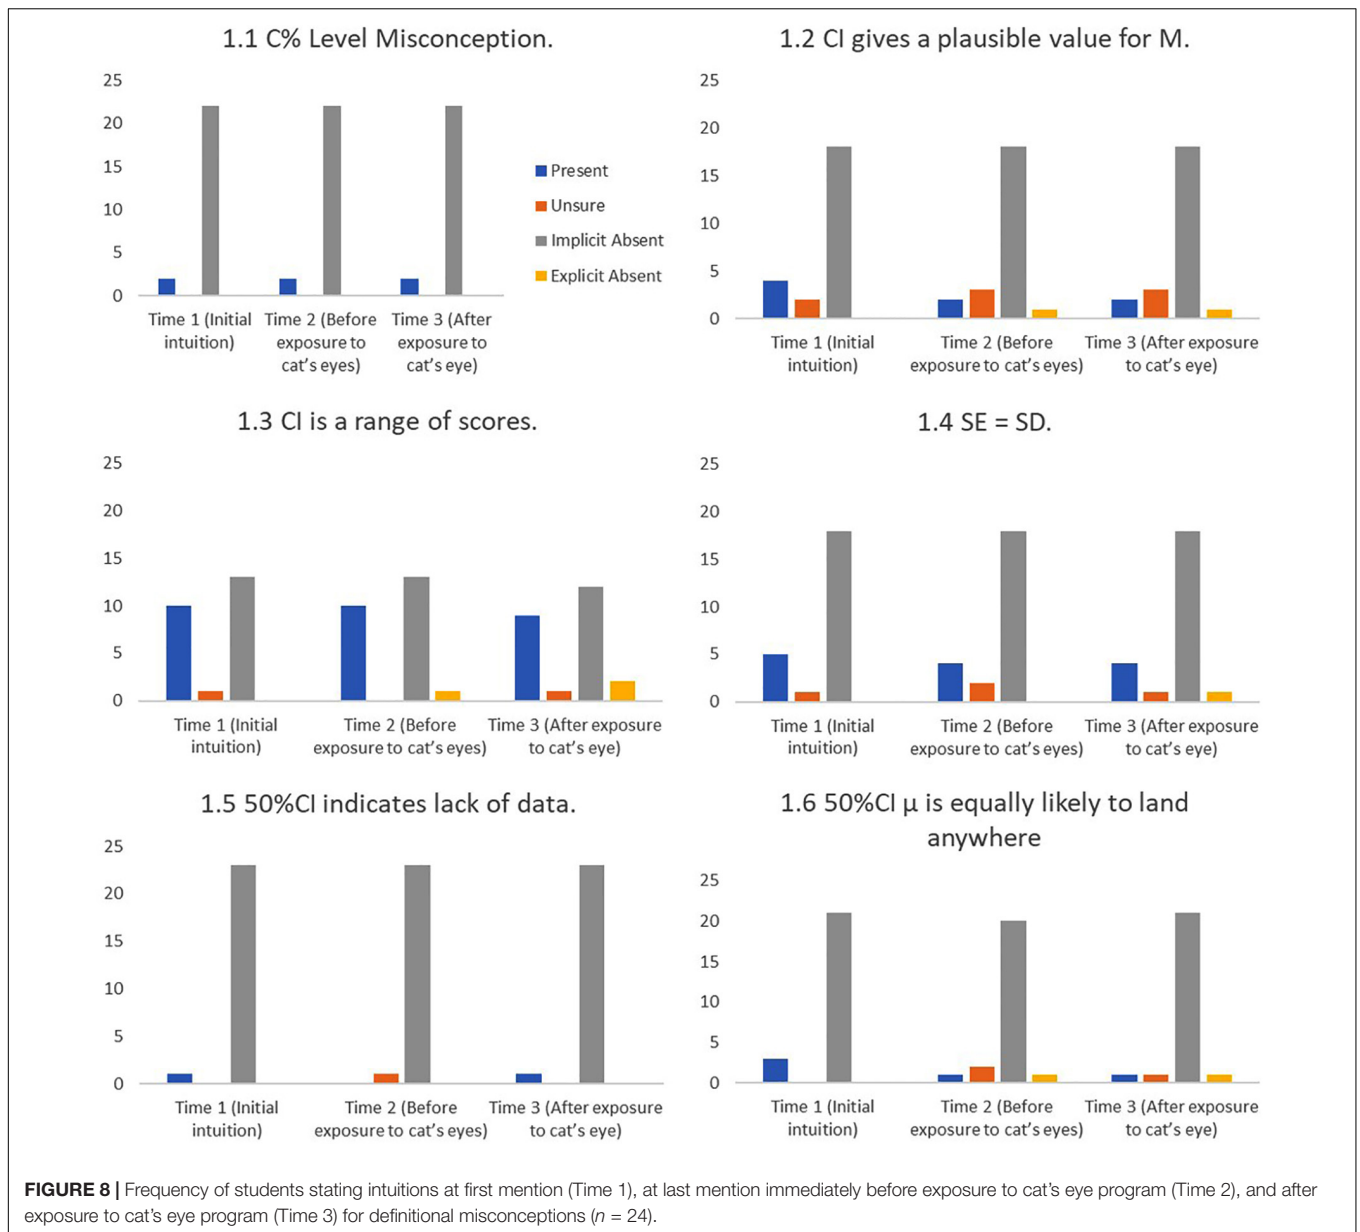 1.1 C% Level Misconception.
25
20
15
10
5
0
Time 1 (Initial
intuition)
Time 2 (Before
exposure to
cat's eyes)
Time 3 (After
exposure to
cat's eye)
Present
Unsure
Implicit Absent
Explicit Absent
1.2 CI gives a plausible value for M.
25
20
15
10
5
0
Time 1 (Initial
intuition)
Time 2 (Before
exposure to cat's eyes)
Time 3 (After exposure
to cat's eye)
1.3 CI is a range of scores.
25
20
15
10
5
0
Time 1 (Initial
intuition)
Time 2 (Before
exposure to cat's eyes)
Time 3 (After exposure
to cat's eye)
1.4 SE = SD.
25
20
15
10
5
0
Time 1 (Initial
intuition)
Time 2 (Before
exposure to cat's eyes)
Time 3 (After exposure
to cat's eye)
1.5 50%CI indicates lack of data.
25
20
15
10
5
0
Time 1 (Initial
intuition)
Time 2 (Before
exposure to cat's eyes)
Time 3 (After exposure
to cat's eye)
1.6 50%CI μ is equally likely to land
anywhere
25
20
15
10
5
0
Time 1 (Initial
intuition)
Time 2 (Before
exposure to cat's eyes)
Time 3 (After exposure
to cat's eye)
FIGURE 8 | Frequency of students stating intuitions at first mention (Time 1), at last mention immediately before exposure to cat's eye program (Time 2), and after
exposure to cat's eye program (Time 3) for definitional misconceptions (n = 24).